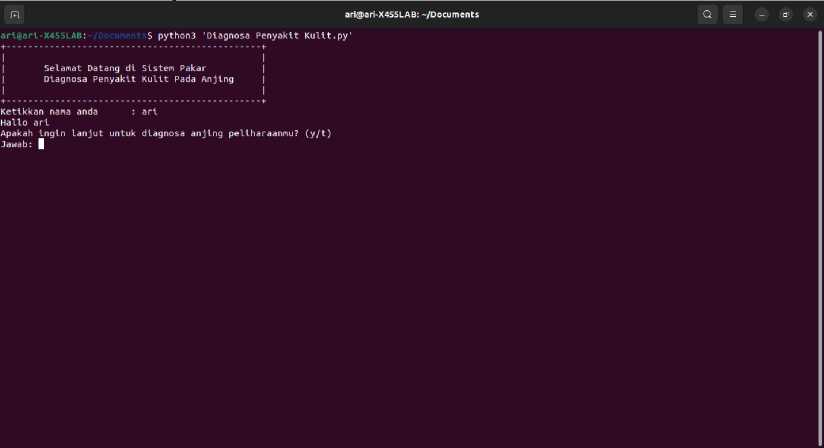 ari@ari-X455LAB: ~/Documents
ari@ari-X455LAB:~/Documents$ python3 'Diagnosa Penyakit Kulit.py'
+-----------------------------------------------+
|                                               |
|       Selamat Datang di Sistem Pakar          |
|       Diagnosa Penyakit Kulit Pada Anjing     |
|                                               |
+-----------------------------------------------+
Ketikkan nama anda      : ari
Hallo ari
Apakah ingin lanjut untuk diagnosa anjing peliharaanmu? (y/t)
Jawab: